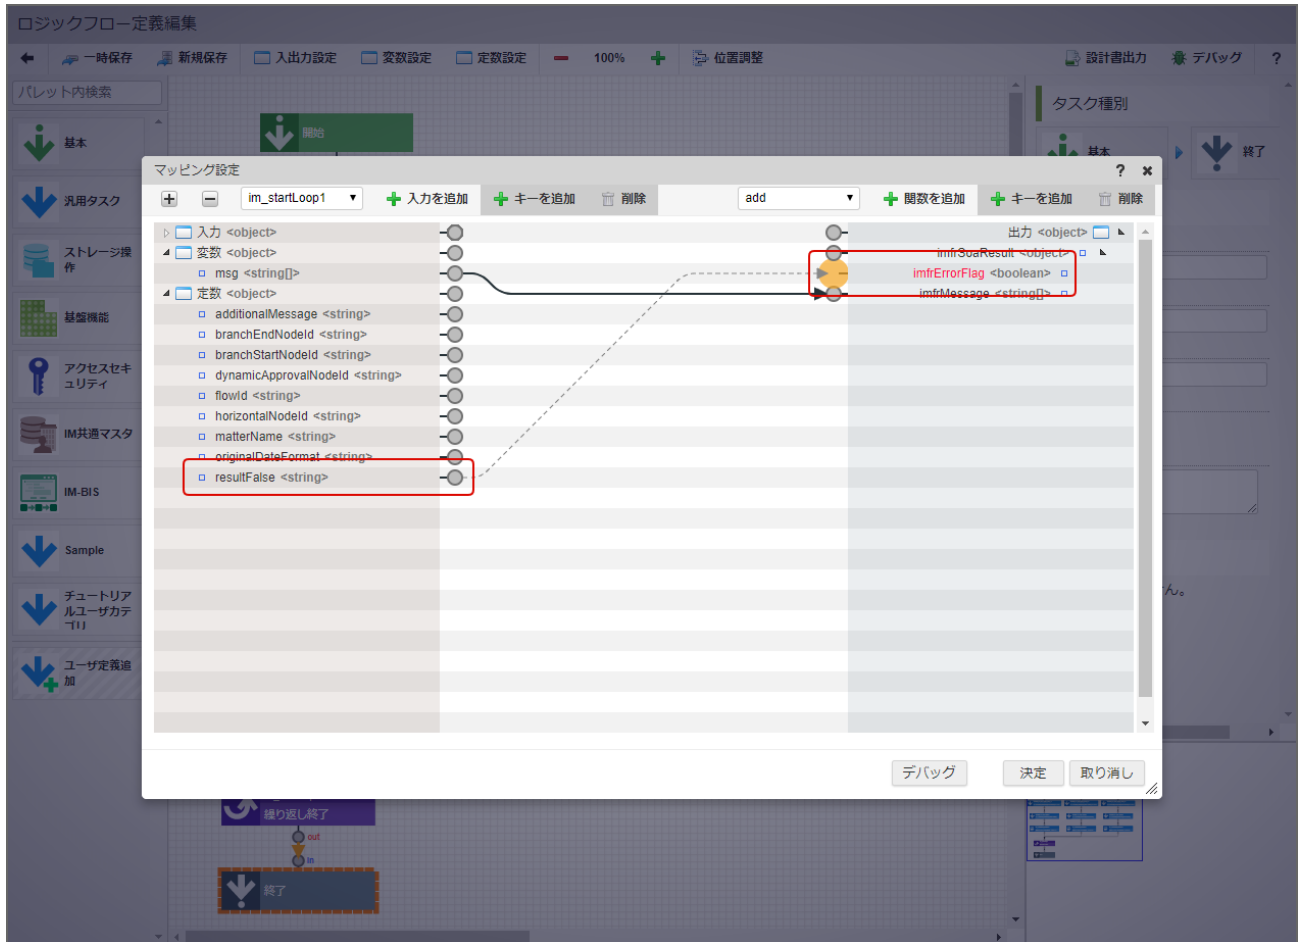 ロジックフロー定義編集
一時保存 新規保存 入出力設定 変数設定 定数設定 100% 位置調整 設計書出力 デバッグ ?
パレット内検索
基本
汎用タスク
ストレージ操
作
基盤機能
アクセスセキ
ュリティ
IM共通マスタ
IM-BIS
Sample
チュートリア
ルユーザカテ
ゴリ
ユーザ定義追
加
開始
タスク種別
基本 終了
マッピング設定 ?
im_startLoop1 入力を追加 キーを追加 削除 add 関数を追加 キーを追加 削除
入力 <object> 出力 <object>
変数 <object> imfrSoaResult <object>
msg <string[]> imfrErrorFlag <boolean>
定数 <object> imfrMessage <string[]>
additionalMessage <string>
branchEndNodeId <string>
branchStartNodeId <string>
dynamicApprovalNodeId <string>
flowId <string>
horizontalNodeId <string>
matterName <string>
originalDateFormat <string>
resultFalse <string>
ん。
デバッグ 決定 取り消し
繰り返し終了
out
in
終了